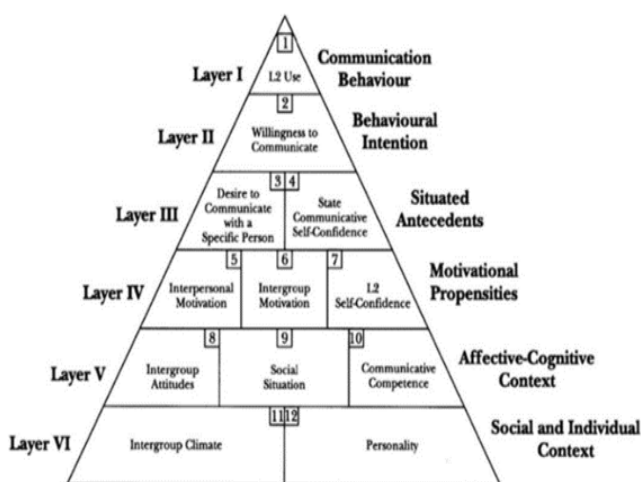 1
Layer I
L2 Use
Communication
Behaviour
2
Layer II
Willingness to
Communicate
Behavioural
Intention
3 4
Layer III
Desire to
Communicate
with a
Specific Person
State
Communicative
Self-Confidence
Situated
Antecedents
5 6 7
Layer IV
Interpersonal
Motivation
Intergroup
Motivation
L2
Self-Confidence
Motivational
Propensities
8 9 10
Layer V
Intergroup
Attitudes
Social
Situation
Communicative
Competence
Affective-Cognitive
Context
11 12
Layer VI
Intergroup Climate
Personality
Social and Individual
Context